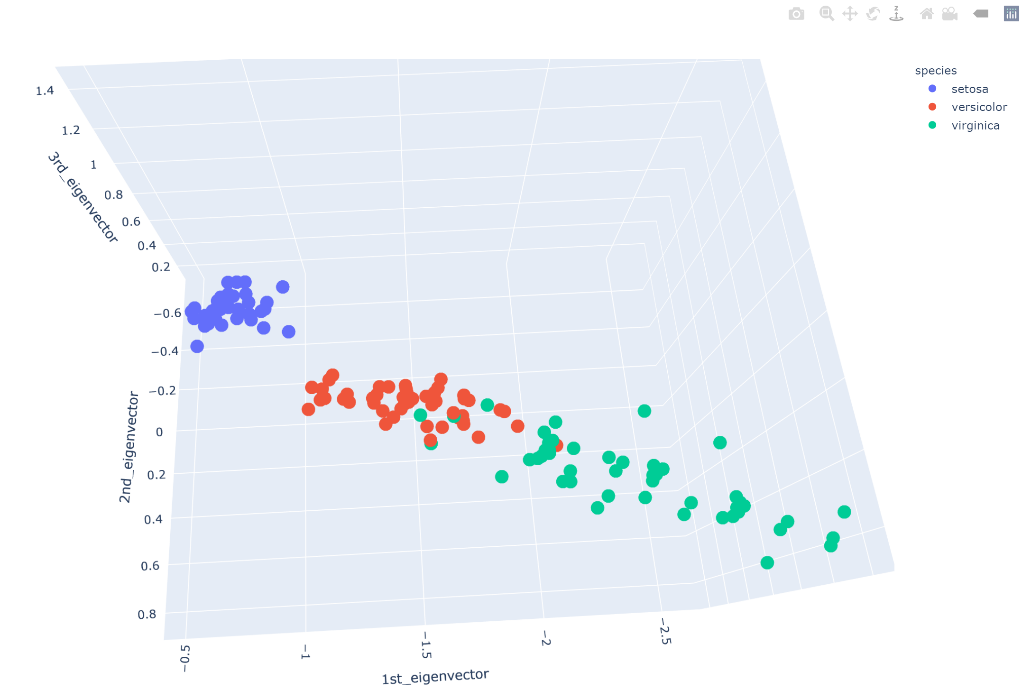 species
setosa
versicolor
virginica
z
1.4
1.2
1
0.8
0.6
0.4
0.2
3rd_eigenvector
−0.6
−0.4
−0.2
0
0.2
0.4
0.6
0.8
2nd_eigenvector
−0.5
−1
−1.5
−2
−2.5
1st_eigenvector